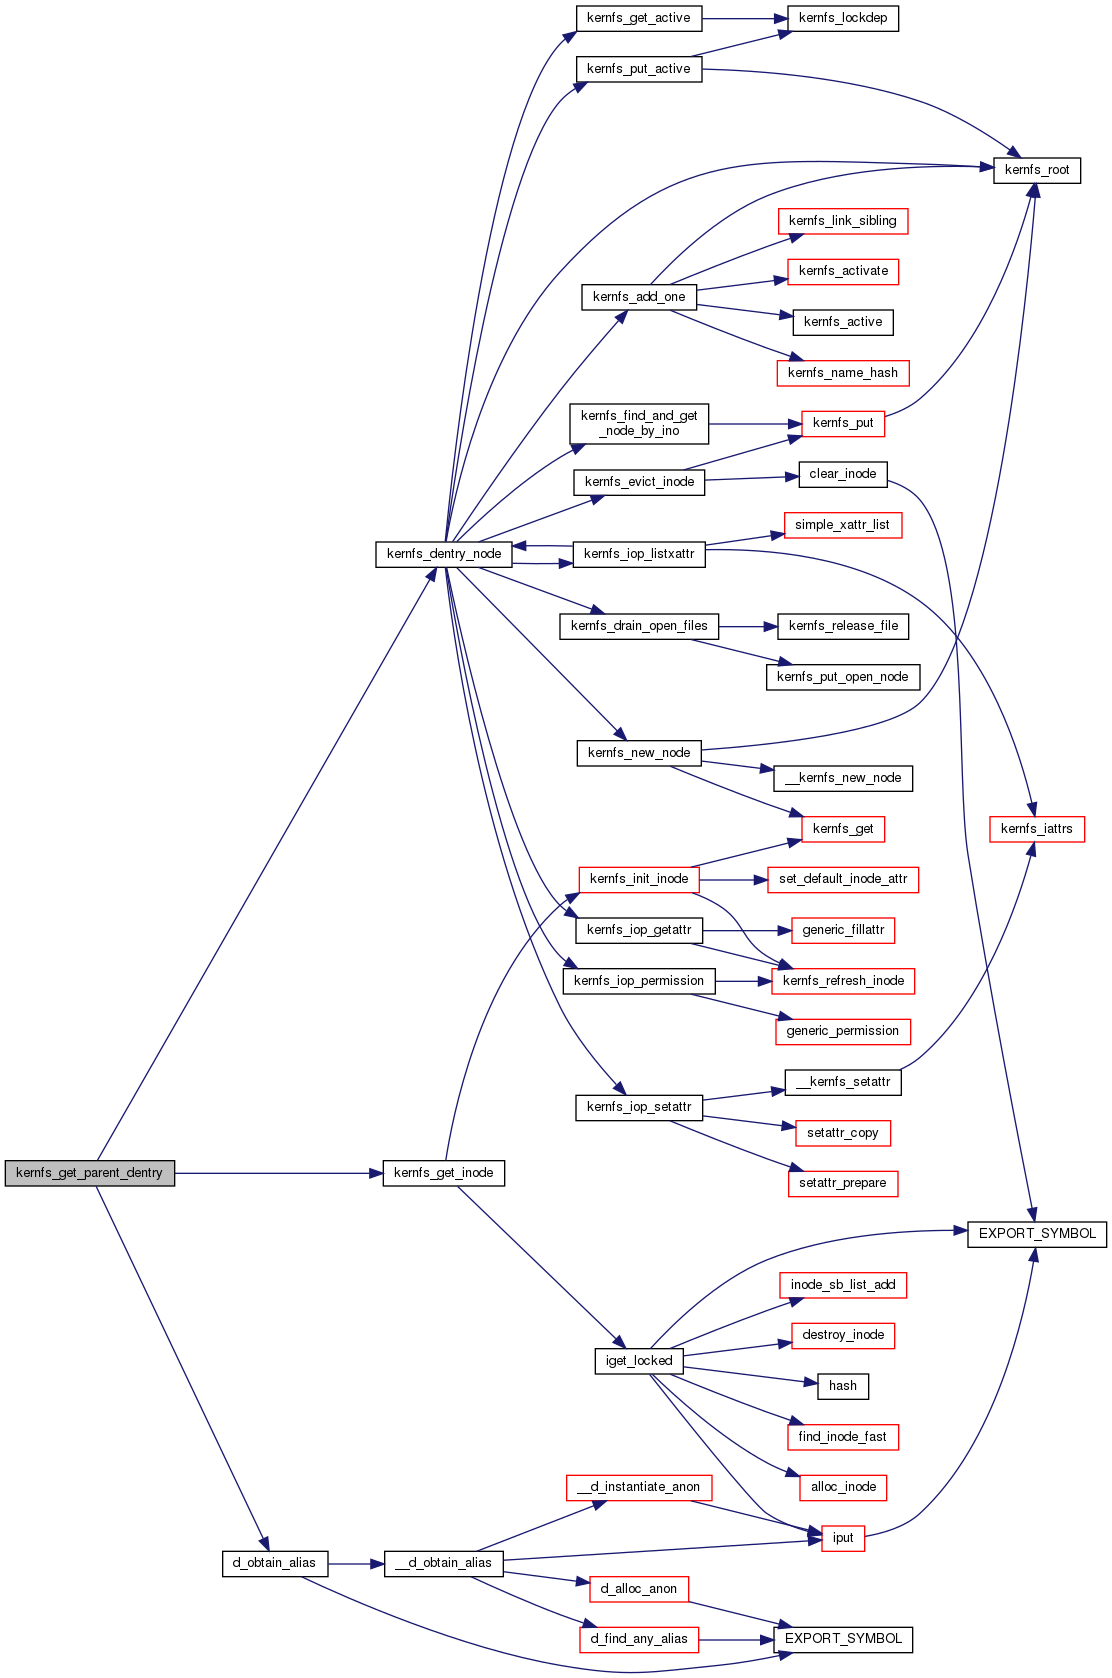 kernfs_get_active
kernfs_lockdep
kernfs_put_active
kernfs_root
kernfs_link_sibling
kernfs_activate
kernfs_add_one
kernfs_active
kernfs_name_hash
kernfs_find_and_get
_node_by_ino
kernfs_put
clear_inode
kernfs_evict_inode
simple_xattr_list
kernfs_dentry_node
kernfs_iop_listxattr
kernfs_drain_open_files
kernfs_release_file
kernfs_put_open_node
kernfs_new_node
__kernfs_new_node
kernfs_get
kernfs_iattrs
kernfs_init_inode
set_default_inode_attr
kernfs_iop_getattr
generic_fillattr
kernfs_iop_permission
kernfs_refresh_inode
generic_permission
__kernfs_setattr
kernfs_iop_setattr
setattr_copy
kernfs_get_parent_dentry
kernfs_get_inode
setattr_prepare
EXPORT_SYMBOL
inode_sb_list_add
destroy_inode
iget_locked
hash
find_inode_fast
__d_instantiate_anon
alloc_inode
iput
d_obtain_alias
__d_obtain_alias
d_alloc_anon
d_find_any_alias
EXPORT_SYMBOL